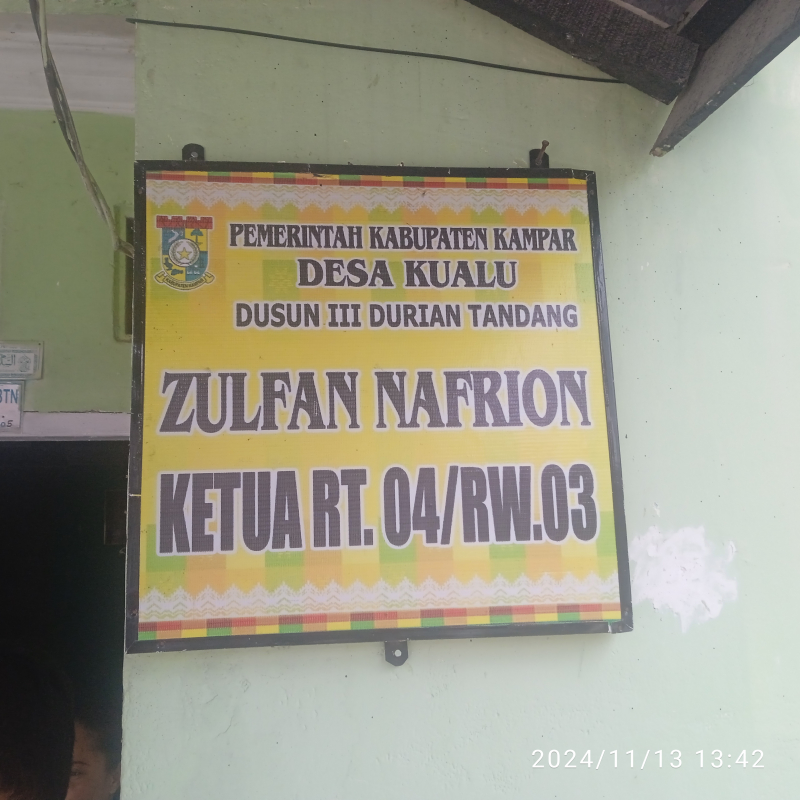 PEMERINTAH KABUPATEN KAMPAR
DESA KUALU
DUSUN III DURIAN TANDANG
ZULFAN NAFRION
KETUA RT. 04/RW.03
BTN
2024/11/13 13:42